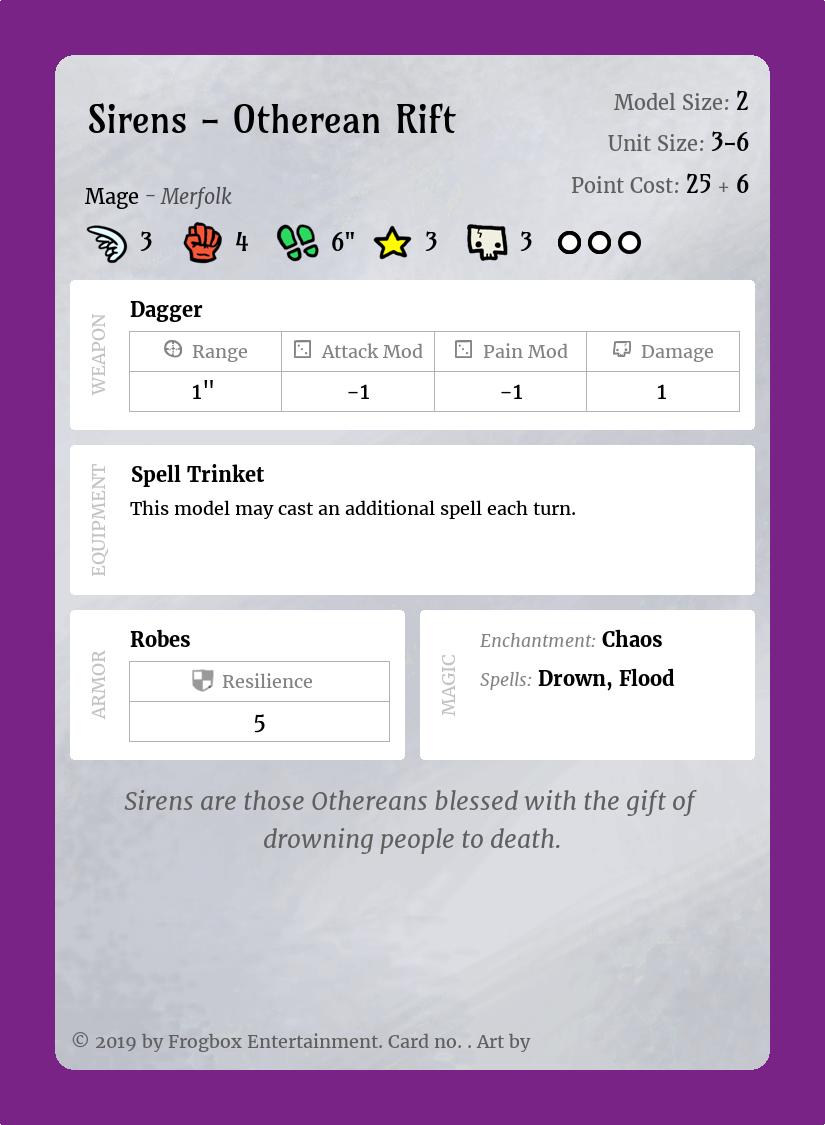 Sirens – Otherean Rift
Model Size: 2
Unit Size: 3–6
Point Cost: 25 + 6
Mage – Merfolk
3 4 6" 3 3
WEAPON
Dagger
Range Attack Mod Pain Mod Damage
1" –1 –1 1
EQUIPMENT
Spell Trinket
This model may cast an additional spell each turn.
ARMOR
Robes
Resilience
5
MAGIC
Enchantment: Chaos
Spells: Drown, Flood
Sirens are those Othereans blessed with the gift of
drowning people to death.
© 2019 by Frogbox Entertainment. Card no. . Art by